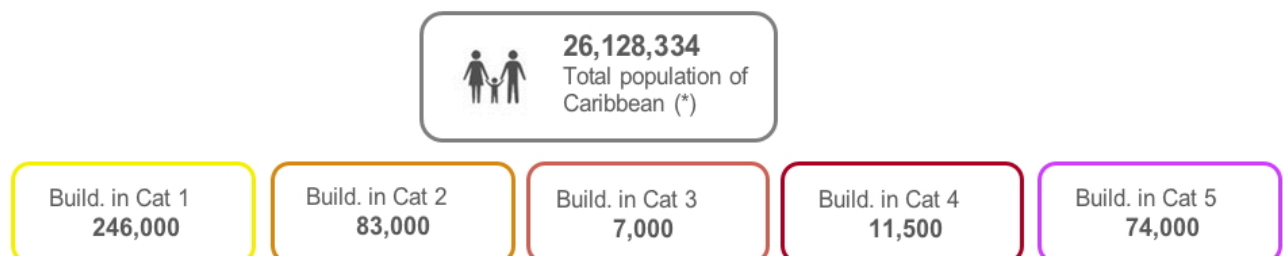 26,128,334
Total population of
Caribbean (*)
Build. in Cat 1
246,000
Build. in Cat 2
83,000
Build. in Cat 3
7,000
Build. in Cat 4
11,500
Build. in Cat 5
74,000